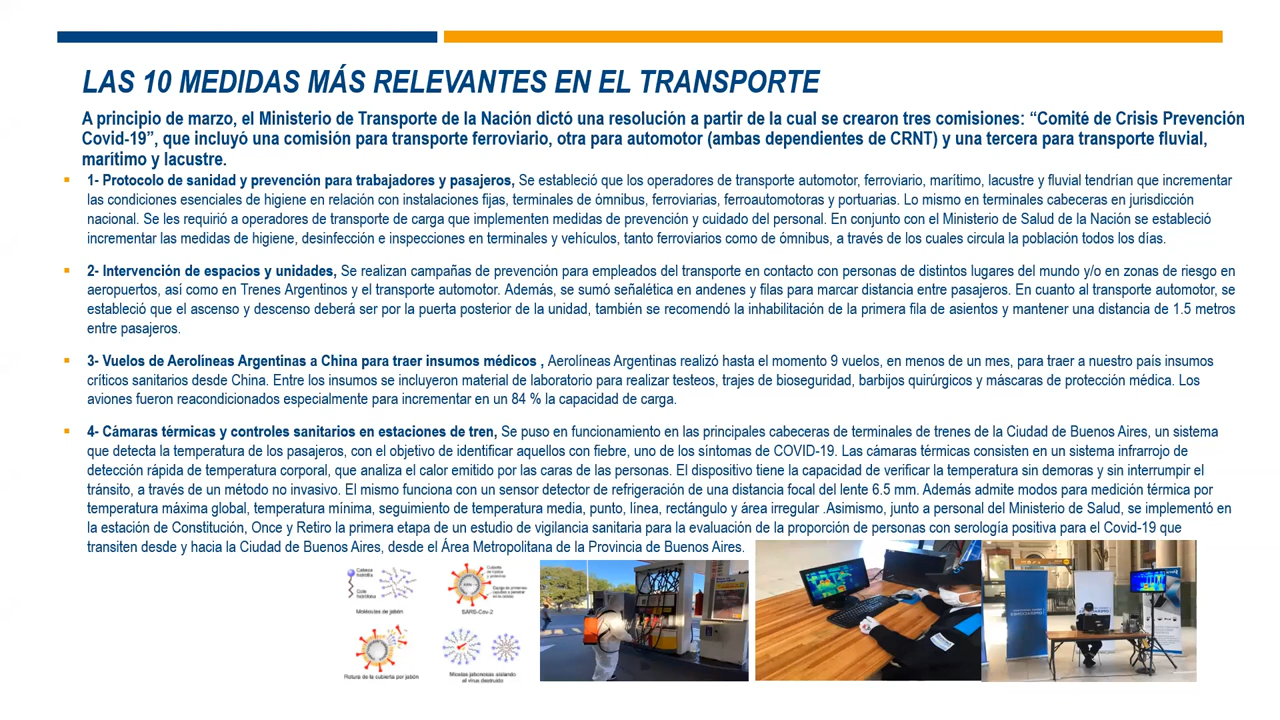 LAS 10 MEDIDAS MÁS RELEVANTES EN EL TRANSPORTE
A principio de marzo, el Ministerio de Transporte de la Nación dictó una resolución a partir de la cual se crearon tres comisiones: “Comité de Crisis Prevención
Covid-19”, que incluyó una comisión para transporte ferroviario, otra para automotor (ambas dependientes de CRNT) y una tercera para transporte fluvial,
marítimo y lacustre.
1- Protocolo de sanidad y prevención para trabajadores y pasajeros, Se estableció que los operadores de transporte automotor, ferroviario, marítimo, lacustre y fluvial tendrían que incrementar
las condiciones esenciales de higiene en relación con instalaciones fijas, terminales de ómnibus, ferroviarias, ferroautomotoras y portuarias. Lo mismo en terminales cabeceras en jurisdicción
nacional. Se les requirió a operadores de transporte de carga que implementen medidas de prevención y cuidado del personal. En conjunto con el Ministerio de Salud de la Nación se estableció
incrementar las medidas de higiene, desinfección e inspecciones en terminales y vehículos, tanto ferroviarios como de ómnibus, a través de los cuales circula la población todos los días.
2- Intervención de espacios y unidades, Se realizan campañas de prevención para empleados del transporte en contacto con personas de distintos lugares del mundo y/o en zonas de riesgo en
aeropuertos, así como en Trenes Argentinos y el transporte automotor. Además, se sumó señalética en andenes y filas para marcar distancia entre pasajeros. En cuanto al transporte automotor, se
estableció que el ascenso y descenso deberá ser por la puerta posterior de la unidad, también se recomendó la inhabilitación de la primera fila de asientos y mantener una distancia de 1.5 metros
entre pasajeros.
3- Vuelos de Aerolíneas Argentinas a China para traer insumos médicos , Aerolíneas Argentinas realizó hasta el momento 9 vuelos, en menos de un mes, para traer a nuestro país insumos
críticos sanitarios desde China. Entre los insumos se incluyeron material de laboratorio para realizar testeos, trajes de bioseguridad, barbijos quirúrgicos y máscaras de protección médica. Los
aviones fueron reacondicionados especialmente para incrementar en un 84 % la capacidad de carga.
4- Cámaras térmicas y controles sanitarios en estaciones de tren, Se puso en funcionamiento en las principales cabeceras de terminales de trenes de la Ciudad de Buenos Aires, un sistema
que detecta la temperatura de los pasajeros, con el objetivo de identificar aquellos con fiebre, uno de los síntomas de COVID-19. Las cámaras térmicas consisten en un sistema infrarrojo de
detección rápida de temperatura corporal, que analiza el calor emitido por las caras de las personas. El dispositivo tiene la capacidad de verificar la temperatura sin demoras y sin interrumpir el
tránsito, a través de un método no invasivo. El mismo funciona con un sensor detector de refrigeración de una distancia focal del lente 6.5 mm. Además admite modos para medición térmica por
temperatura máxima global, temperatura mínima, seguimiento de temperatura media, punto, línea, rectángulo y área irregular .Asimismo, junto a personal del Ministerio de Salud, se implementó en
la estación de Constitución, Once y Retiro la primera etapa de un estudio de vigilancia sanitaria para la evaluación de la proporción de personas con serología positiva para el Covid-19 que
transiten desde y hacia la Ciudad de Buenos Aires, desde el Área Metropolitana de la Provincia de Buenos Aires.
Cabeza
hidrófila
Cola
hidrófoba
Moléculas de jabón
SARS-Cov-2
Rotura de la cubierta por jabón
Micelas jabonosas aislando
el virus destruido